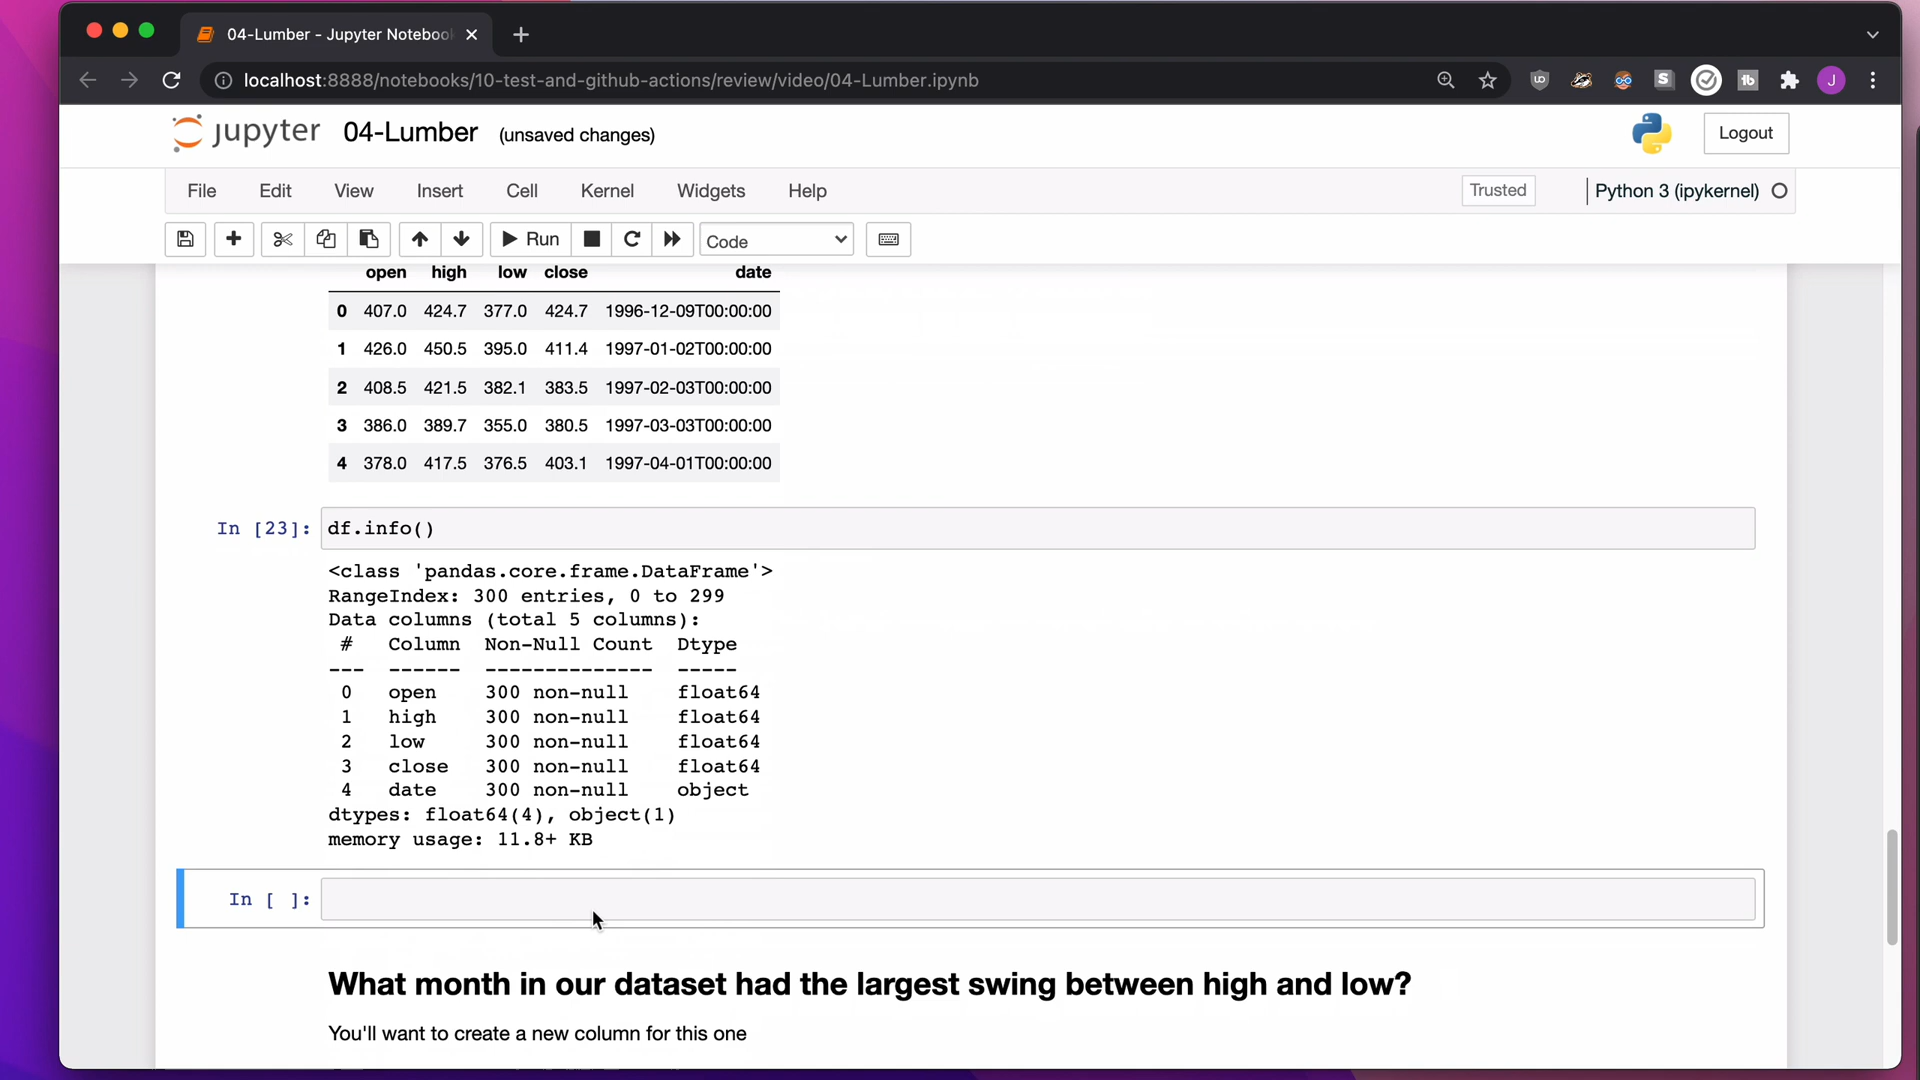 04-Lumber - Jupyter Noteboo
localhost:8888/notebooks/10-test-and-github-actions/review/video/04-Lumber.ipynb
J
jupyter 04-Lumber (unsaved changes)
Logout
File Edit View Insert Cell Kernel Widgets Help
Trusted
Python 3 (ipykernel)
Run
Code
open high low close date
0 407.0 424.7 377.0 424.7 1996-12-09T00:00:00
1 426.0 450.5 395.0 411.4 1997-01-02T00:00:00
2 408.5 421.5 382.1 383.5 1997-02-03T00:00:00
3 386.0 389.7 355.0 380.5 1997-03-03T00:00:00
4 378.0 417.5 376.5 403.1 1997-04-01T00:00:00
In [23]: df.info()
<class 'pandas.core.frame.DataFrame'>
RangeIndex: 300 entries, 0 to 299
Data columns (total 5 columns):
# Column Non-Null Count Dtype
--- ------ -------------- -----
0 open 300 non-null float64
1 high 300 non-null float64
2 low 300 non-null float64
3 close 300 non-null float64
4 date 300 non-null object
dtypes: float64(4), object(1)
memory usage: 11.8+ KB
In [ ]:
What month in our dataset had the largest swing between high and low?
You'll want to create a new column for this one